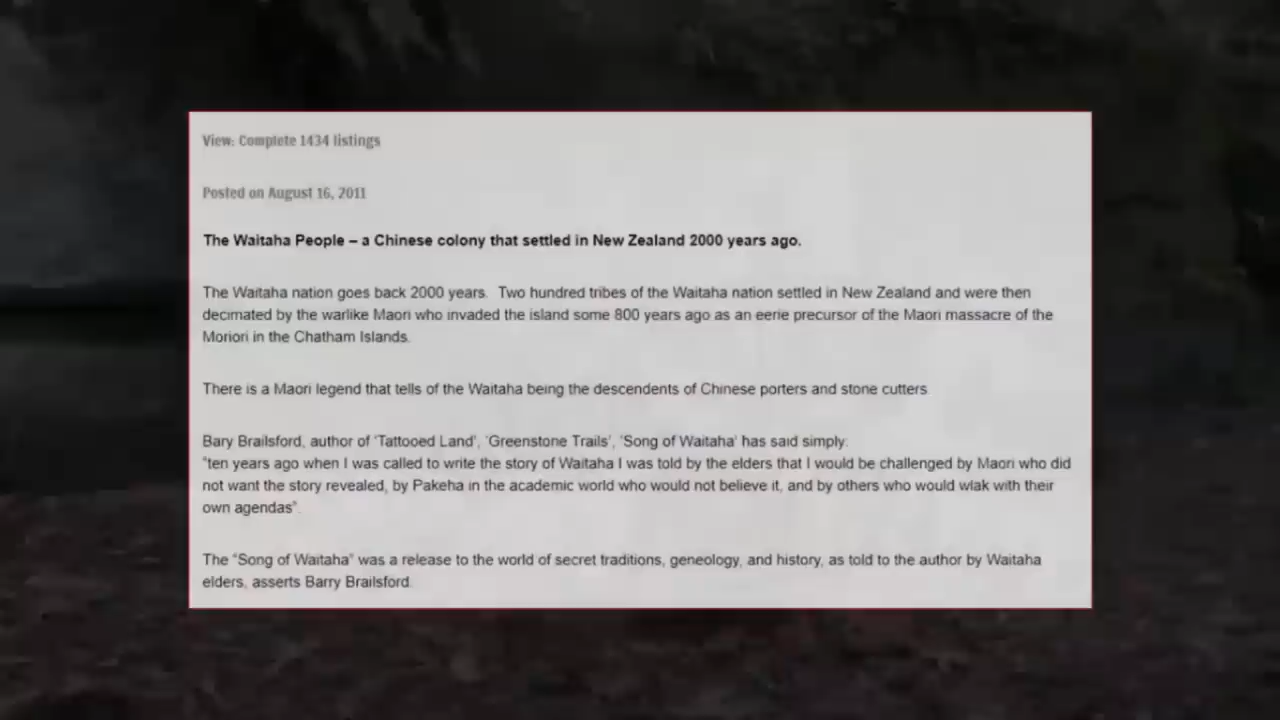 View: Complete 1434 listings
Posted on August 16, 2011
The Waitaha People – a Chinese colony that settled in New Zealand 2000 years ago.
The Waitaha nation goes back 2000 years. Two hundred tribes of the Waitaha nation settled in New Zealand and were then
decimated by the warlike Maori who invaded the island some 800 years ago as an eerie precursor of the Maori massacre of the
Moriori in the Chatham Islands.
There is a Maori legend that tells of the Waitaha being the descendents of Chinese porters and stone cutters.
Bary Brailsford, author of 'Tattooed Land', 'Greenstone Trails', 'Song of Waitaha' has said simply:
"ten years ago when I was called to write the story of Waitaha I was told by the elders that I would be challenged by Maori who did
not want the story revealed, by Pakeha in the academic world who would not believe it, and by others who would wlak with their
own agendas".
The "Song of Waitaha" was a release to the world of secret traditions, geneology, and history, as told to the author by Waitaha
elders, asserts Barry Brailsford.